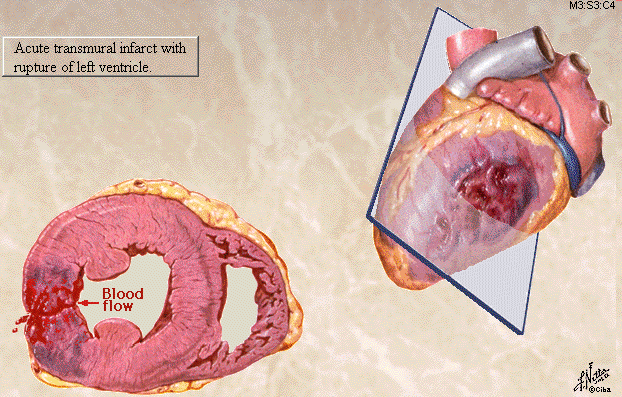 M3:S3:C4
Acute transmural infarct with
rupture of left ventricle.
Blood
flow
©Ciba